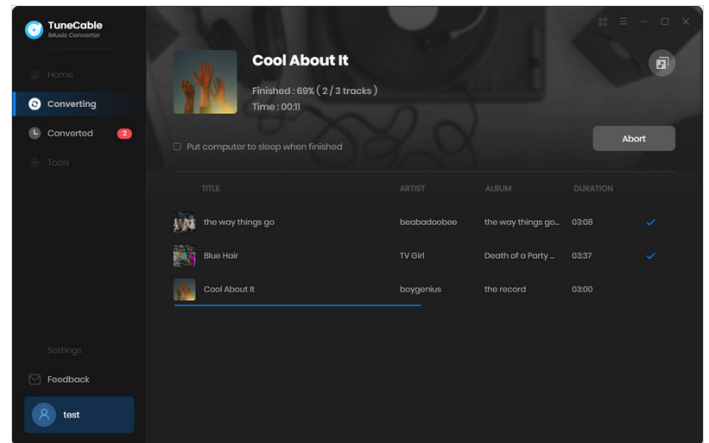 TuneCable
iMusic Converter
Home
Converting
Converted 2
Tools
Settings
Feedback
test
Cool About It
Finished : 69% ( 2 / 3 tracks )
Time : 00:11
Put computer to sleep when finished
Abort
TITLE ARTIST ALBUM DURATION
the way things go beabadoobee the way things go... 03:08
Blue Hair TV Girl Death of a Party ... 03:37
Cool About It boygenius the record 03:00